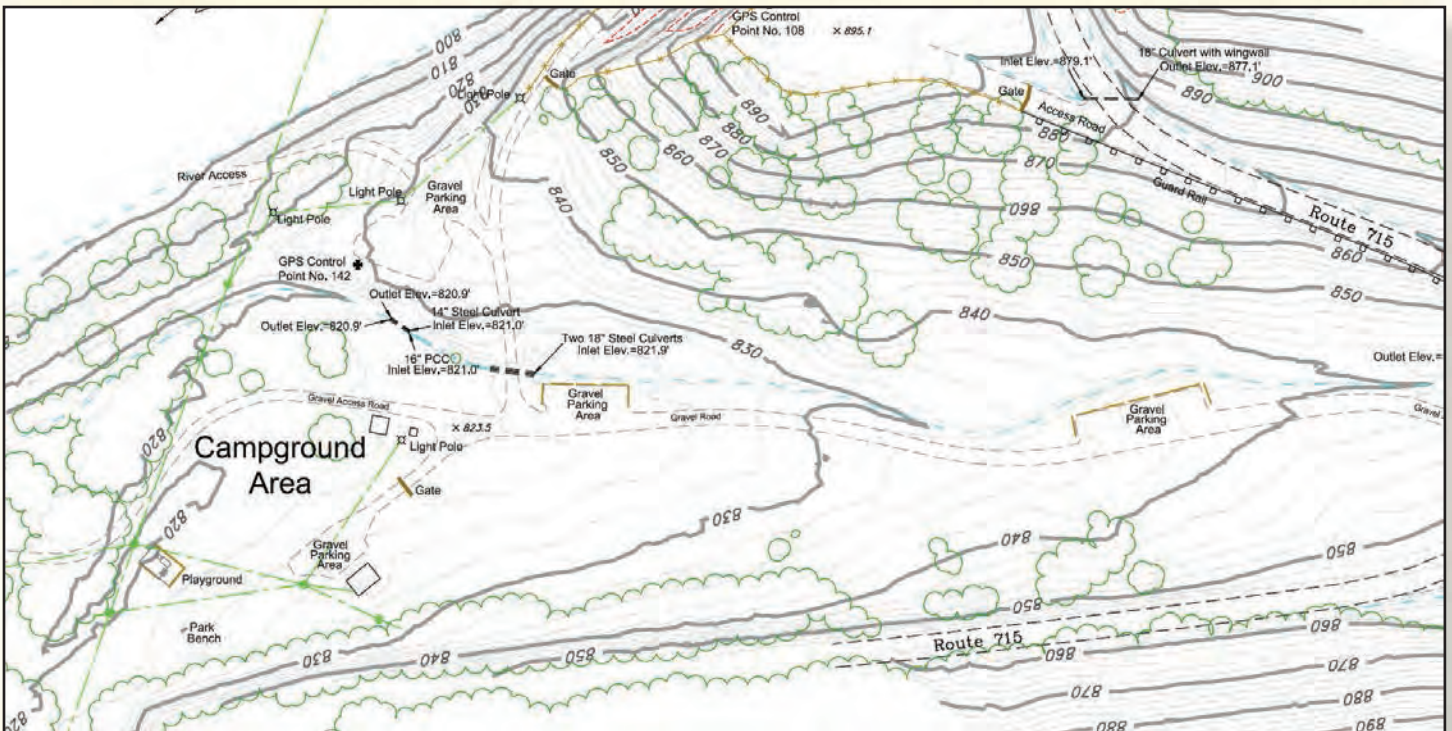 GPS Control
Point No. 108
895.1
800
810
820
830
Gate
Light Pole
Inlet Elev.=879.1'
18" Culvert with wingwall
Outlet Elev.=877.1'
900
890
Gate
Access Road
890
880
870
860
850
880
870
860
850
840
Guard Rail
Route 715
860
850
River Access
Light Pole
Gravel
Parking
Area
Light Pole
840
GPS Control
Point No. 142
Outlet Elev.=820.9'
Outlet Elev.=820.9'
14" Steel Culvert
Inlet Elev.=821.0'
16" PCC
Inlet Elev.=821.0'
Two 18" Steel Culverts
Inlet Elev.=821.9'
830
Outlet Elev.=
Gravel Access Road
Gravel
Parking
Area
Gravel Road
Gravel
Parking
Area
Gravel
823.5
Light Pole
820
Campground
Area
Gate
820
830
840
850
Gravel
Parking
Area
Playground
Park
Bench
850
Route 715
830
840
850
860
860
870
870
880
880
890
820
820